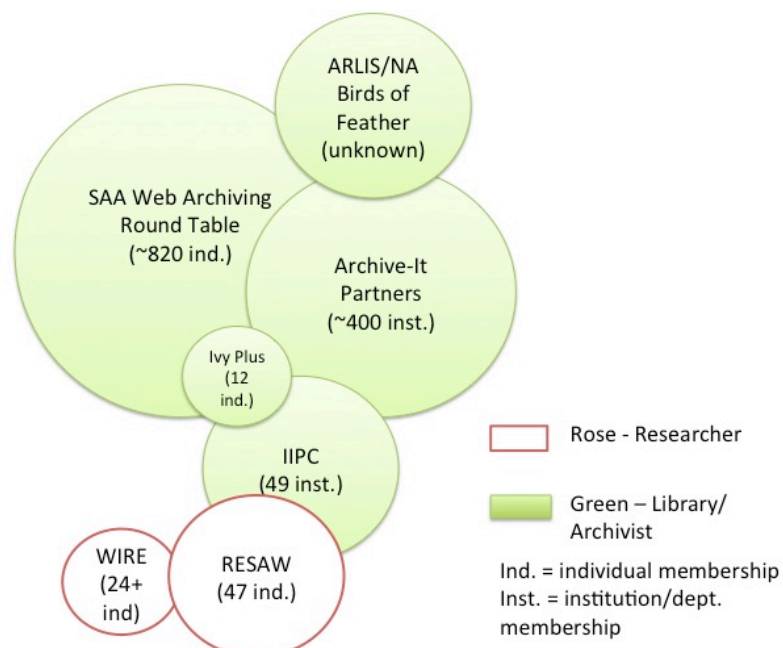 ARLIS/NA
Birds of
Feather
(unknown)
SAA Web Archiving
Round Table
(~820 ind.)
Archive-It
Partners
(~400 inst.)
Ivy Plus
(12
ind.)
IIPC
(49 inst.)
WIRE
(24+
ind)
RESAW
(47 ind.)
Rose - Researcher
Green – Library/
Archivist
Ind. = individual membership
Inst. = institution/dept.
membership